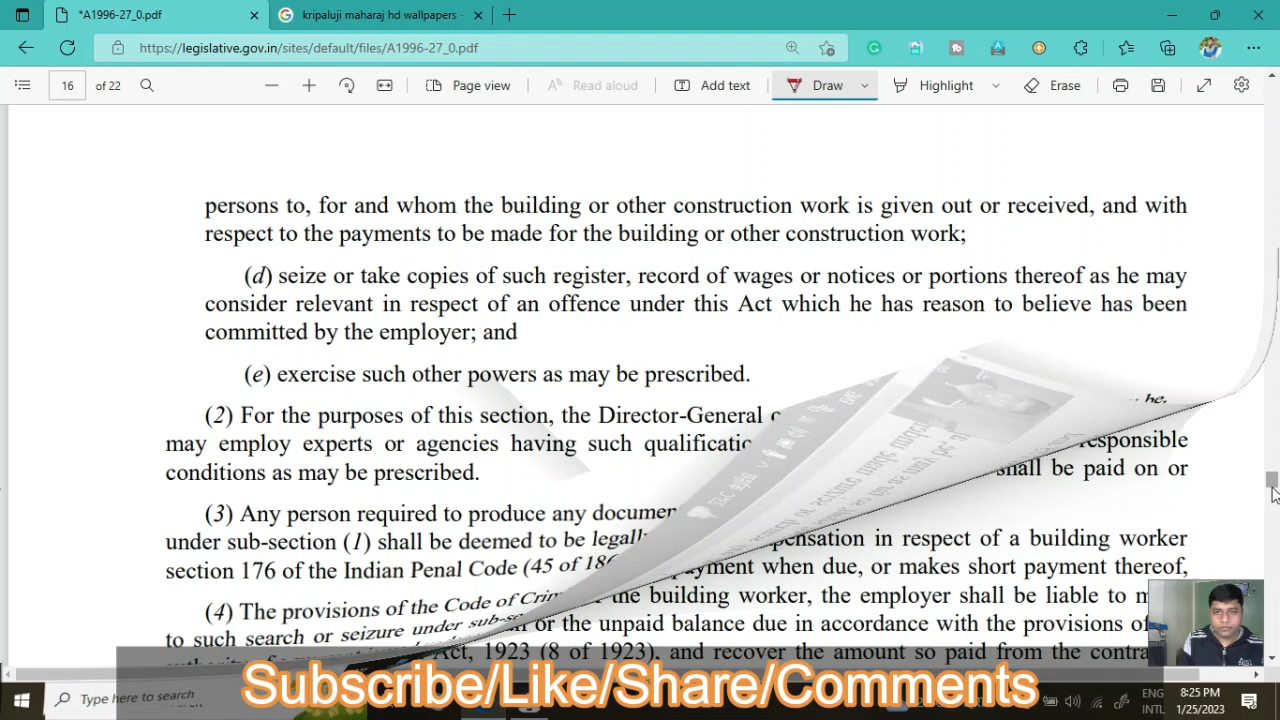 *A1996-27_0.pdf
kripaluji maharaj hd wallpapers -
https://legislative.gov.in/sites/default/files/A1996-27_0.pdf
16 of 22 Page view Read aloud Add text Draw Highlight Erase
persons to, for and whom the building or other construction work is given out or received, and with
respect to the payments to be made for the building or other construction work;
(d) seize or take copies of such register, record of wages or notices or portions thereof as he may
consider relevant in respect of an offence under this Act which he has reason to believe has been
committed by the employer; and
(e) exercise such other powers as may be prescribed.
he,
(2) For the purposes of this section, the Director-General
may employ experts or agencies having such responsible
conditions as may be prescribed. shall be paid on or
(3) Any person required to produce any
under sub-section (1) shall be deemed to be in respect of a building worker
section 176 of the Indian Penal Code (45 of when due, or makes short payment thereof,
(4) The provisions of the Code of the building worker, the employer shall be liable to
to such search or seizure under or the unpaid balance due in accordance with the provisions of
Act, 1923 (8 of 1923), and recover the amount so paid from the
Subscribe/Like/Share/Comments
Type here to search
ENG
INTL
8:25 PM
1/25/2023